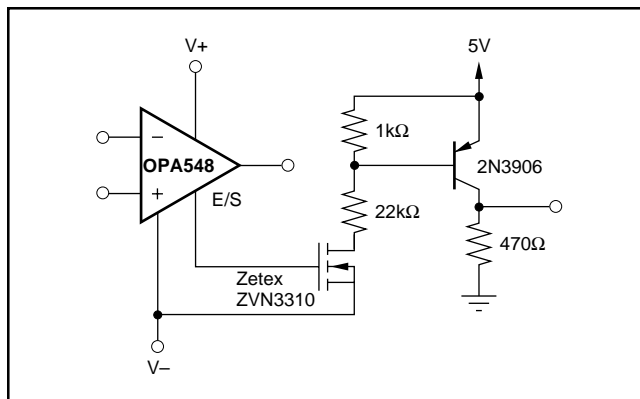 V+
5V
1kΩ
–
OPA548
+
E/S
2N3906
22kΩ
470Ω
Zetex
ZVN3310
V–